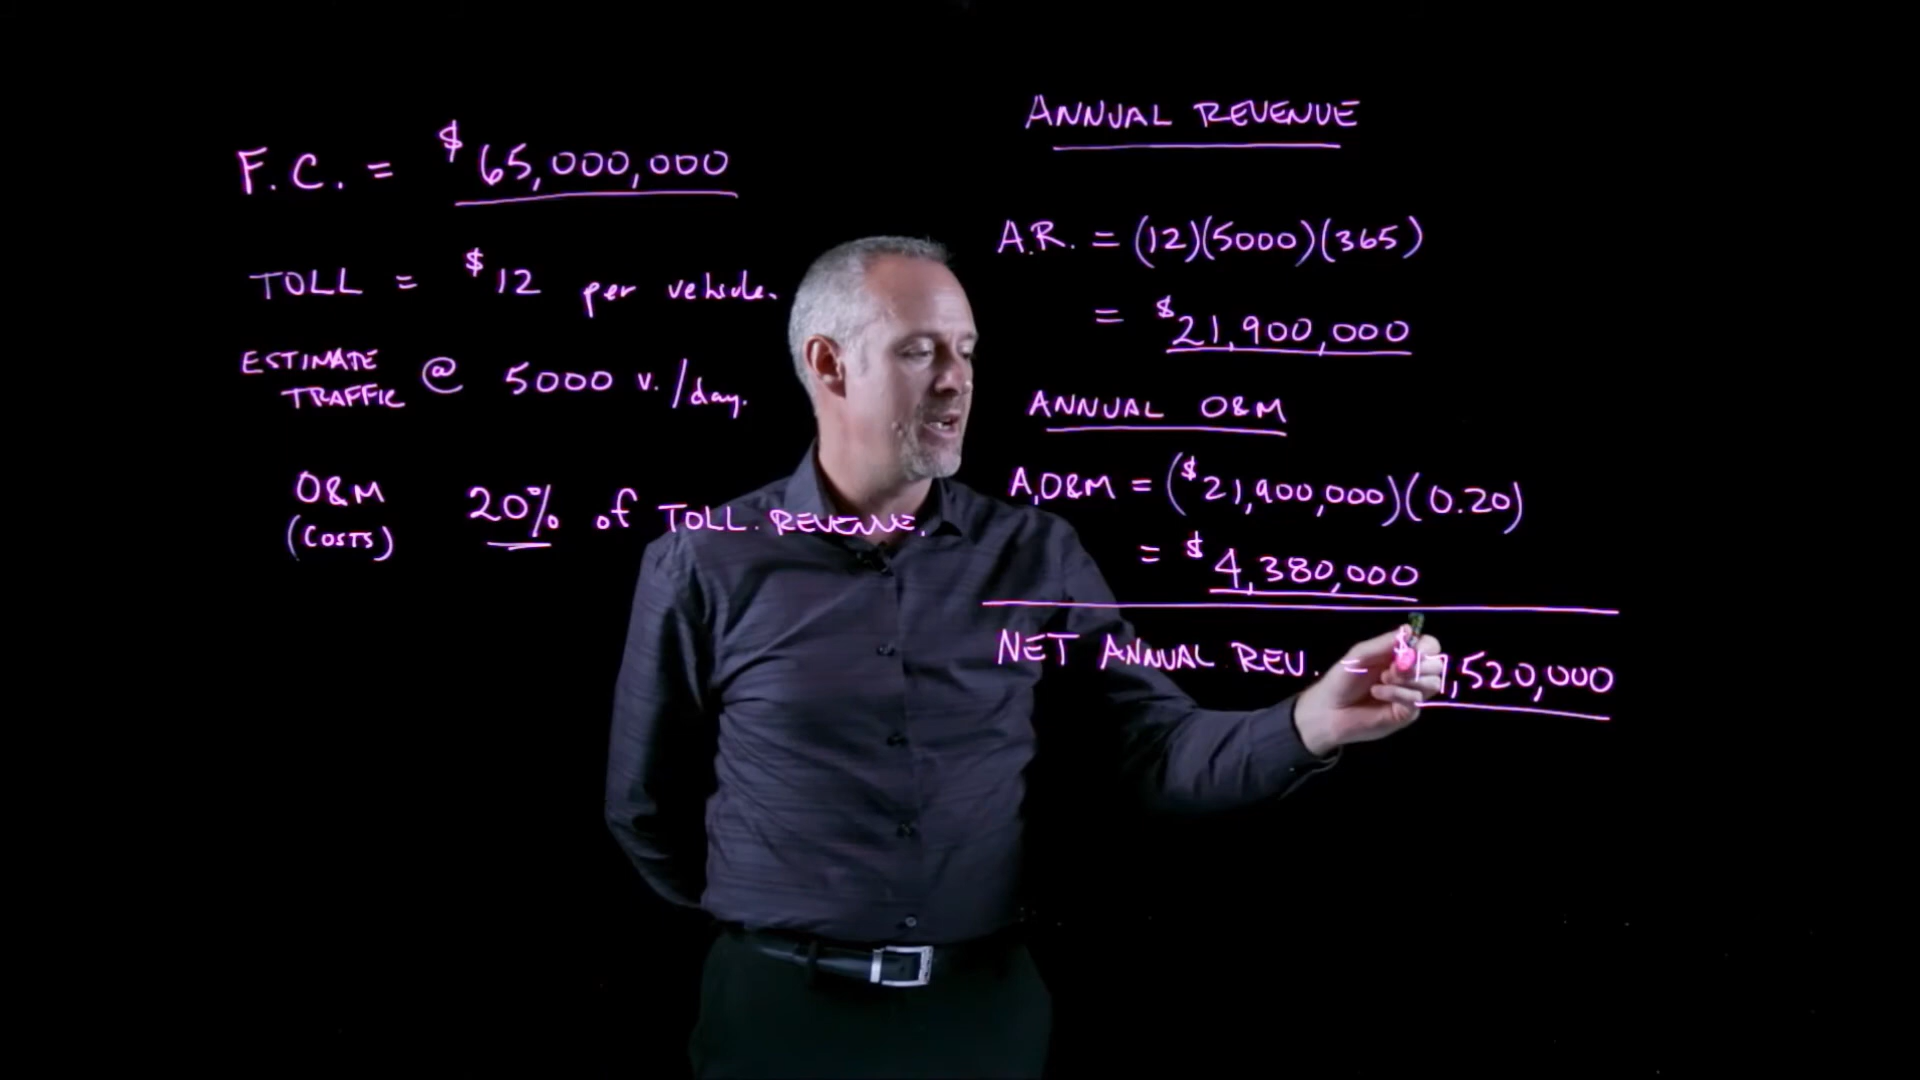 F.C. = $65,000,000
TOLL = $12 per vehicle.
ESTIMATE
TRAFFIC @ 5000 v./day.
O&M
(COSTS) 20% of TOLL. REVENUE.
ANNUAL REVENUE
A.R. = (12)(5000)(365)
= $21,900,000
ANNUAL O&M
A,O&M = ($21,900,000)(0.20)
= $4,380,000
NET ANNUAL REV. = $17,520,000